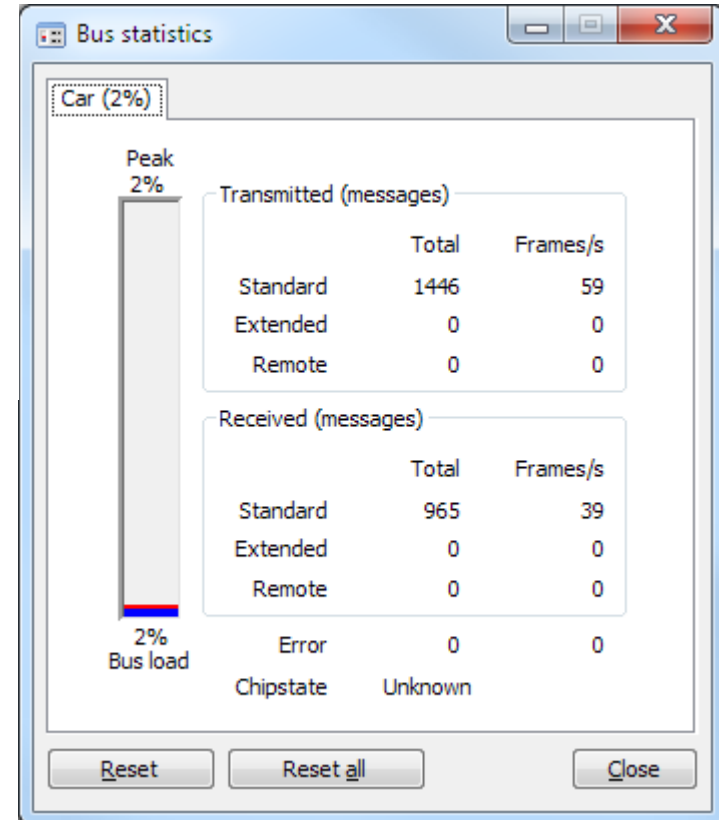 Bus statistics
Car (2%)
Peak
2%
Transmitted (messages)
Total Frames/s
Standard 1446 59
Extended 0 0
Remote 0 0
Received (messages)
Total Frames/s
Standard 965 39
Extended 0 0
Remote 0 0
2%
Bus load
Error 0 0
Chipstate Unknown
Reset Reset all Close